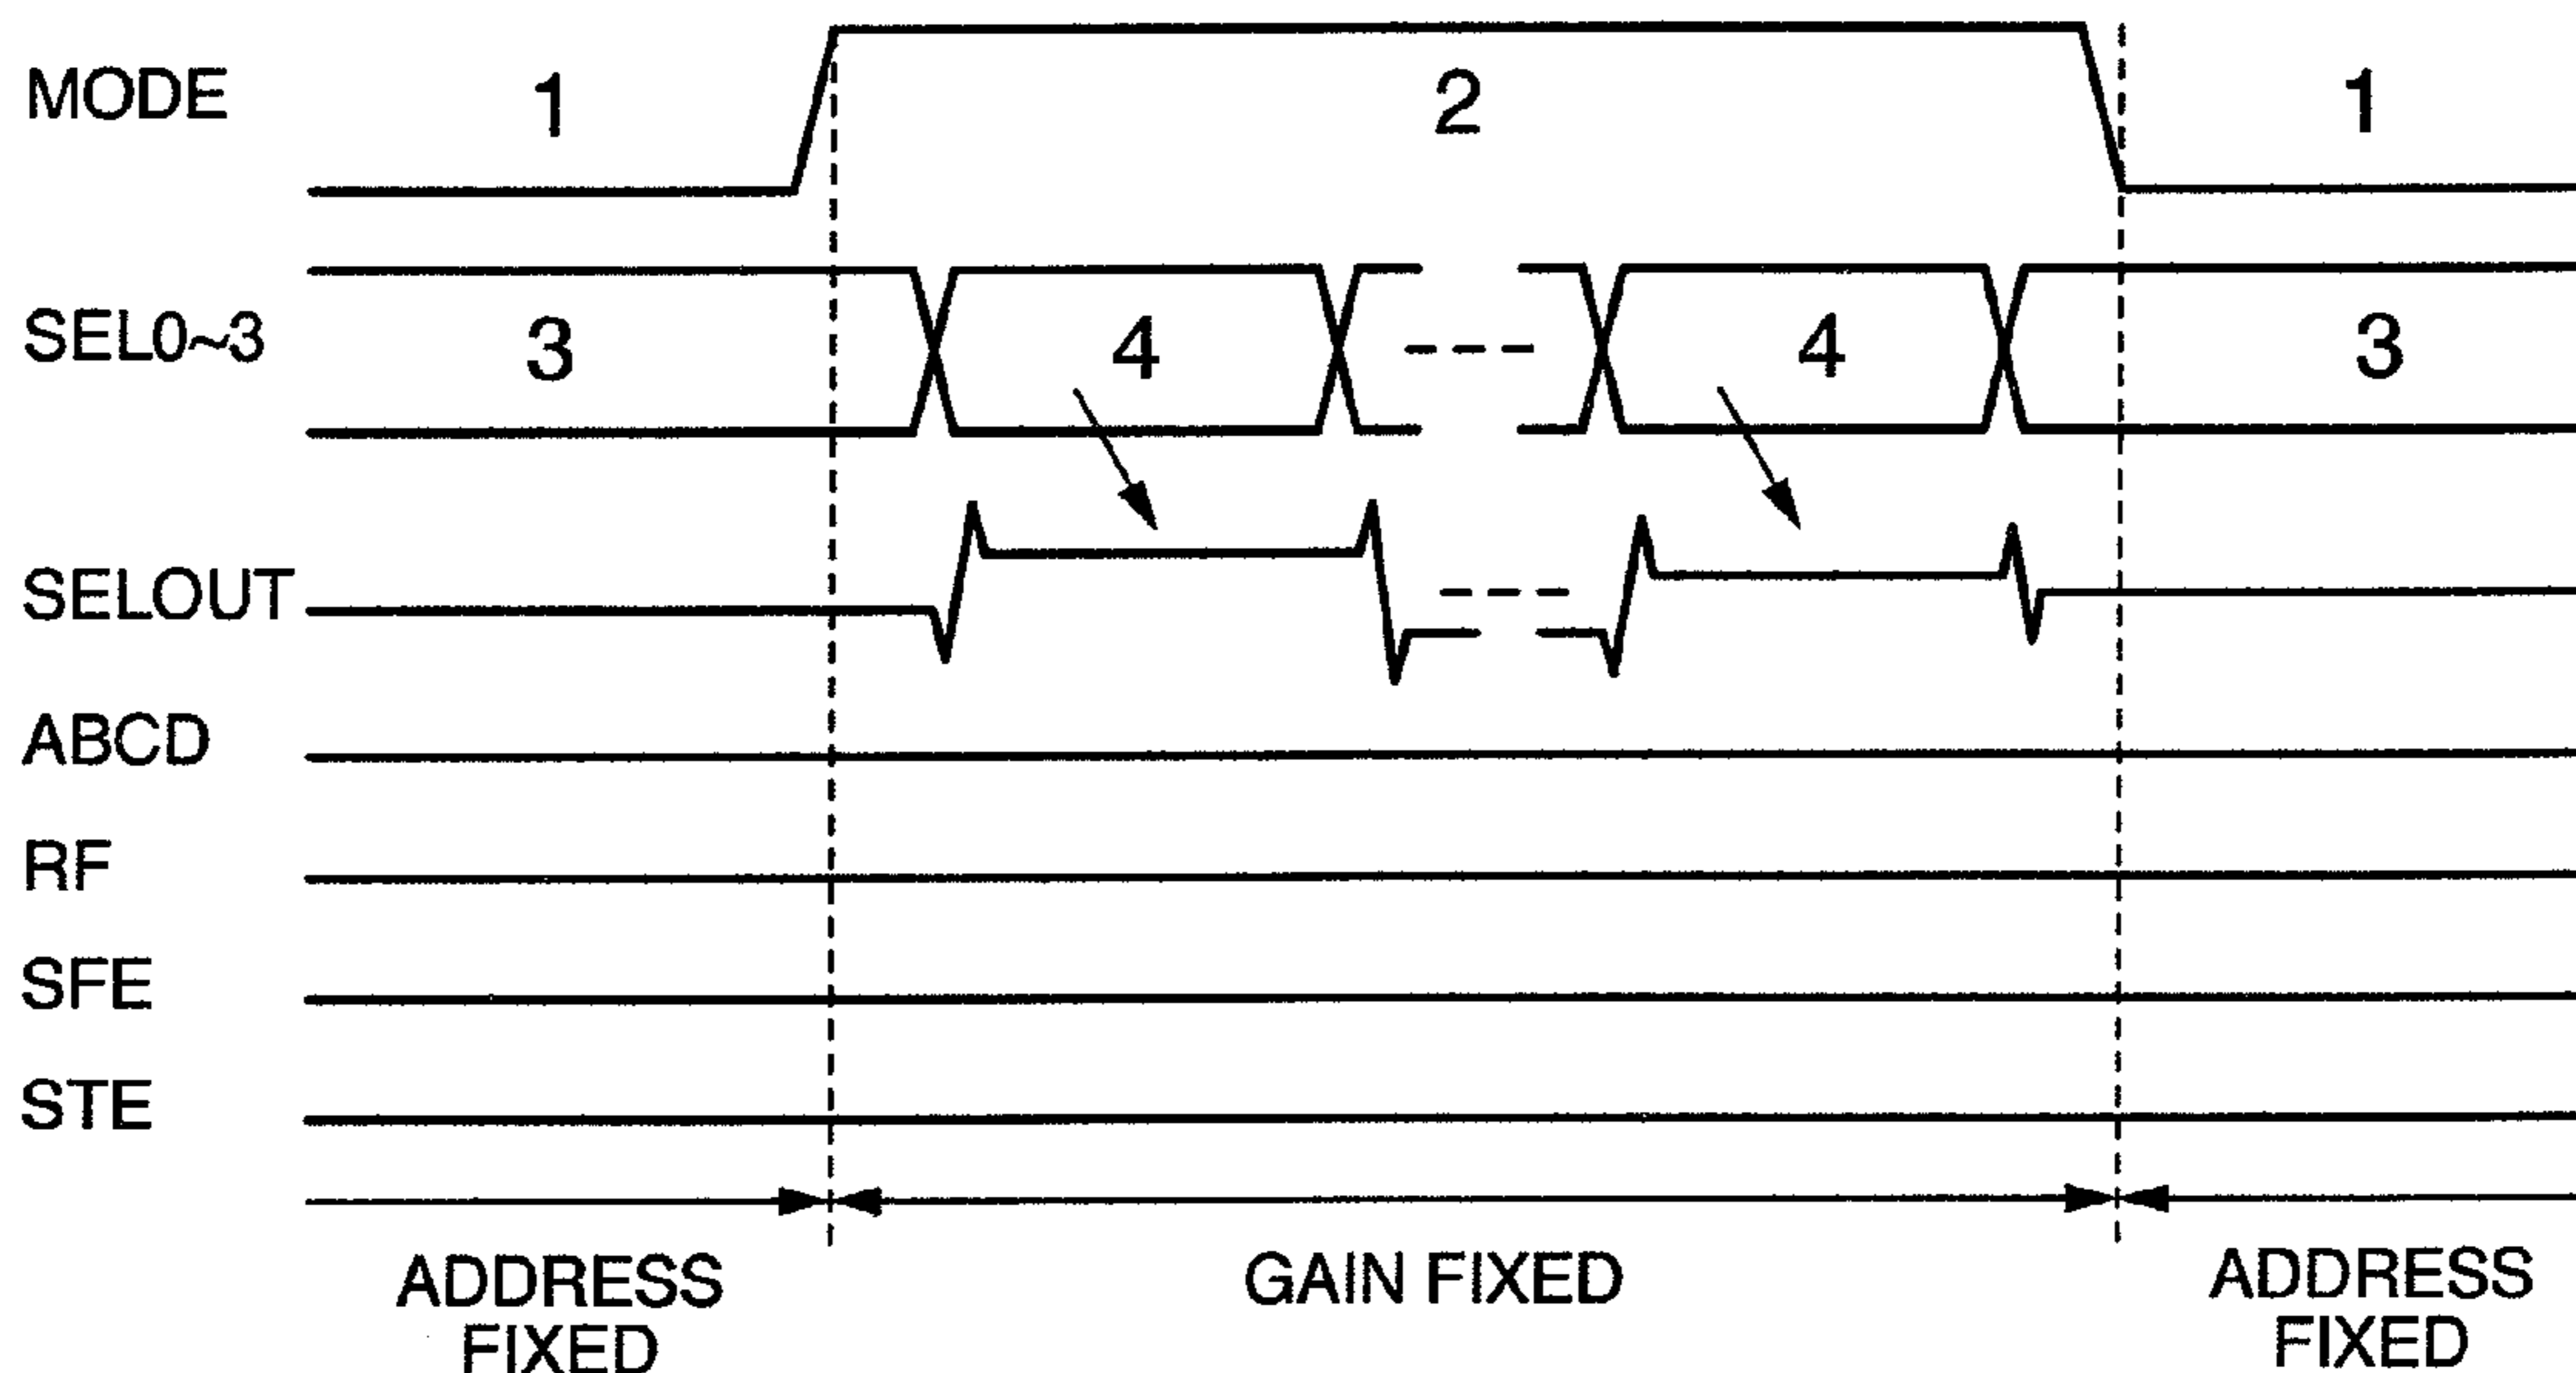 MODE 1 2 1
SEL0~3 3 4 4 3
SELOUT
ABCD
RF
SFE
STE
ADDRESS
FIXED
GAIN FIXED
ADDRESS
FIXED